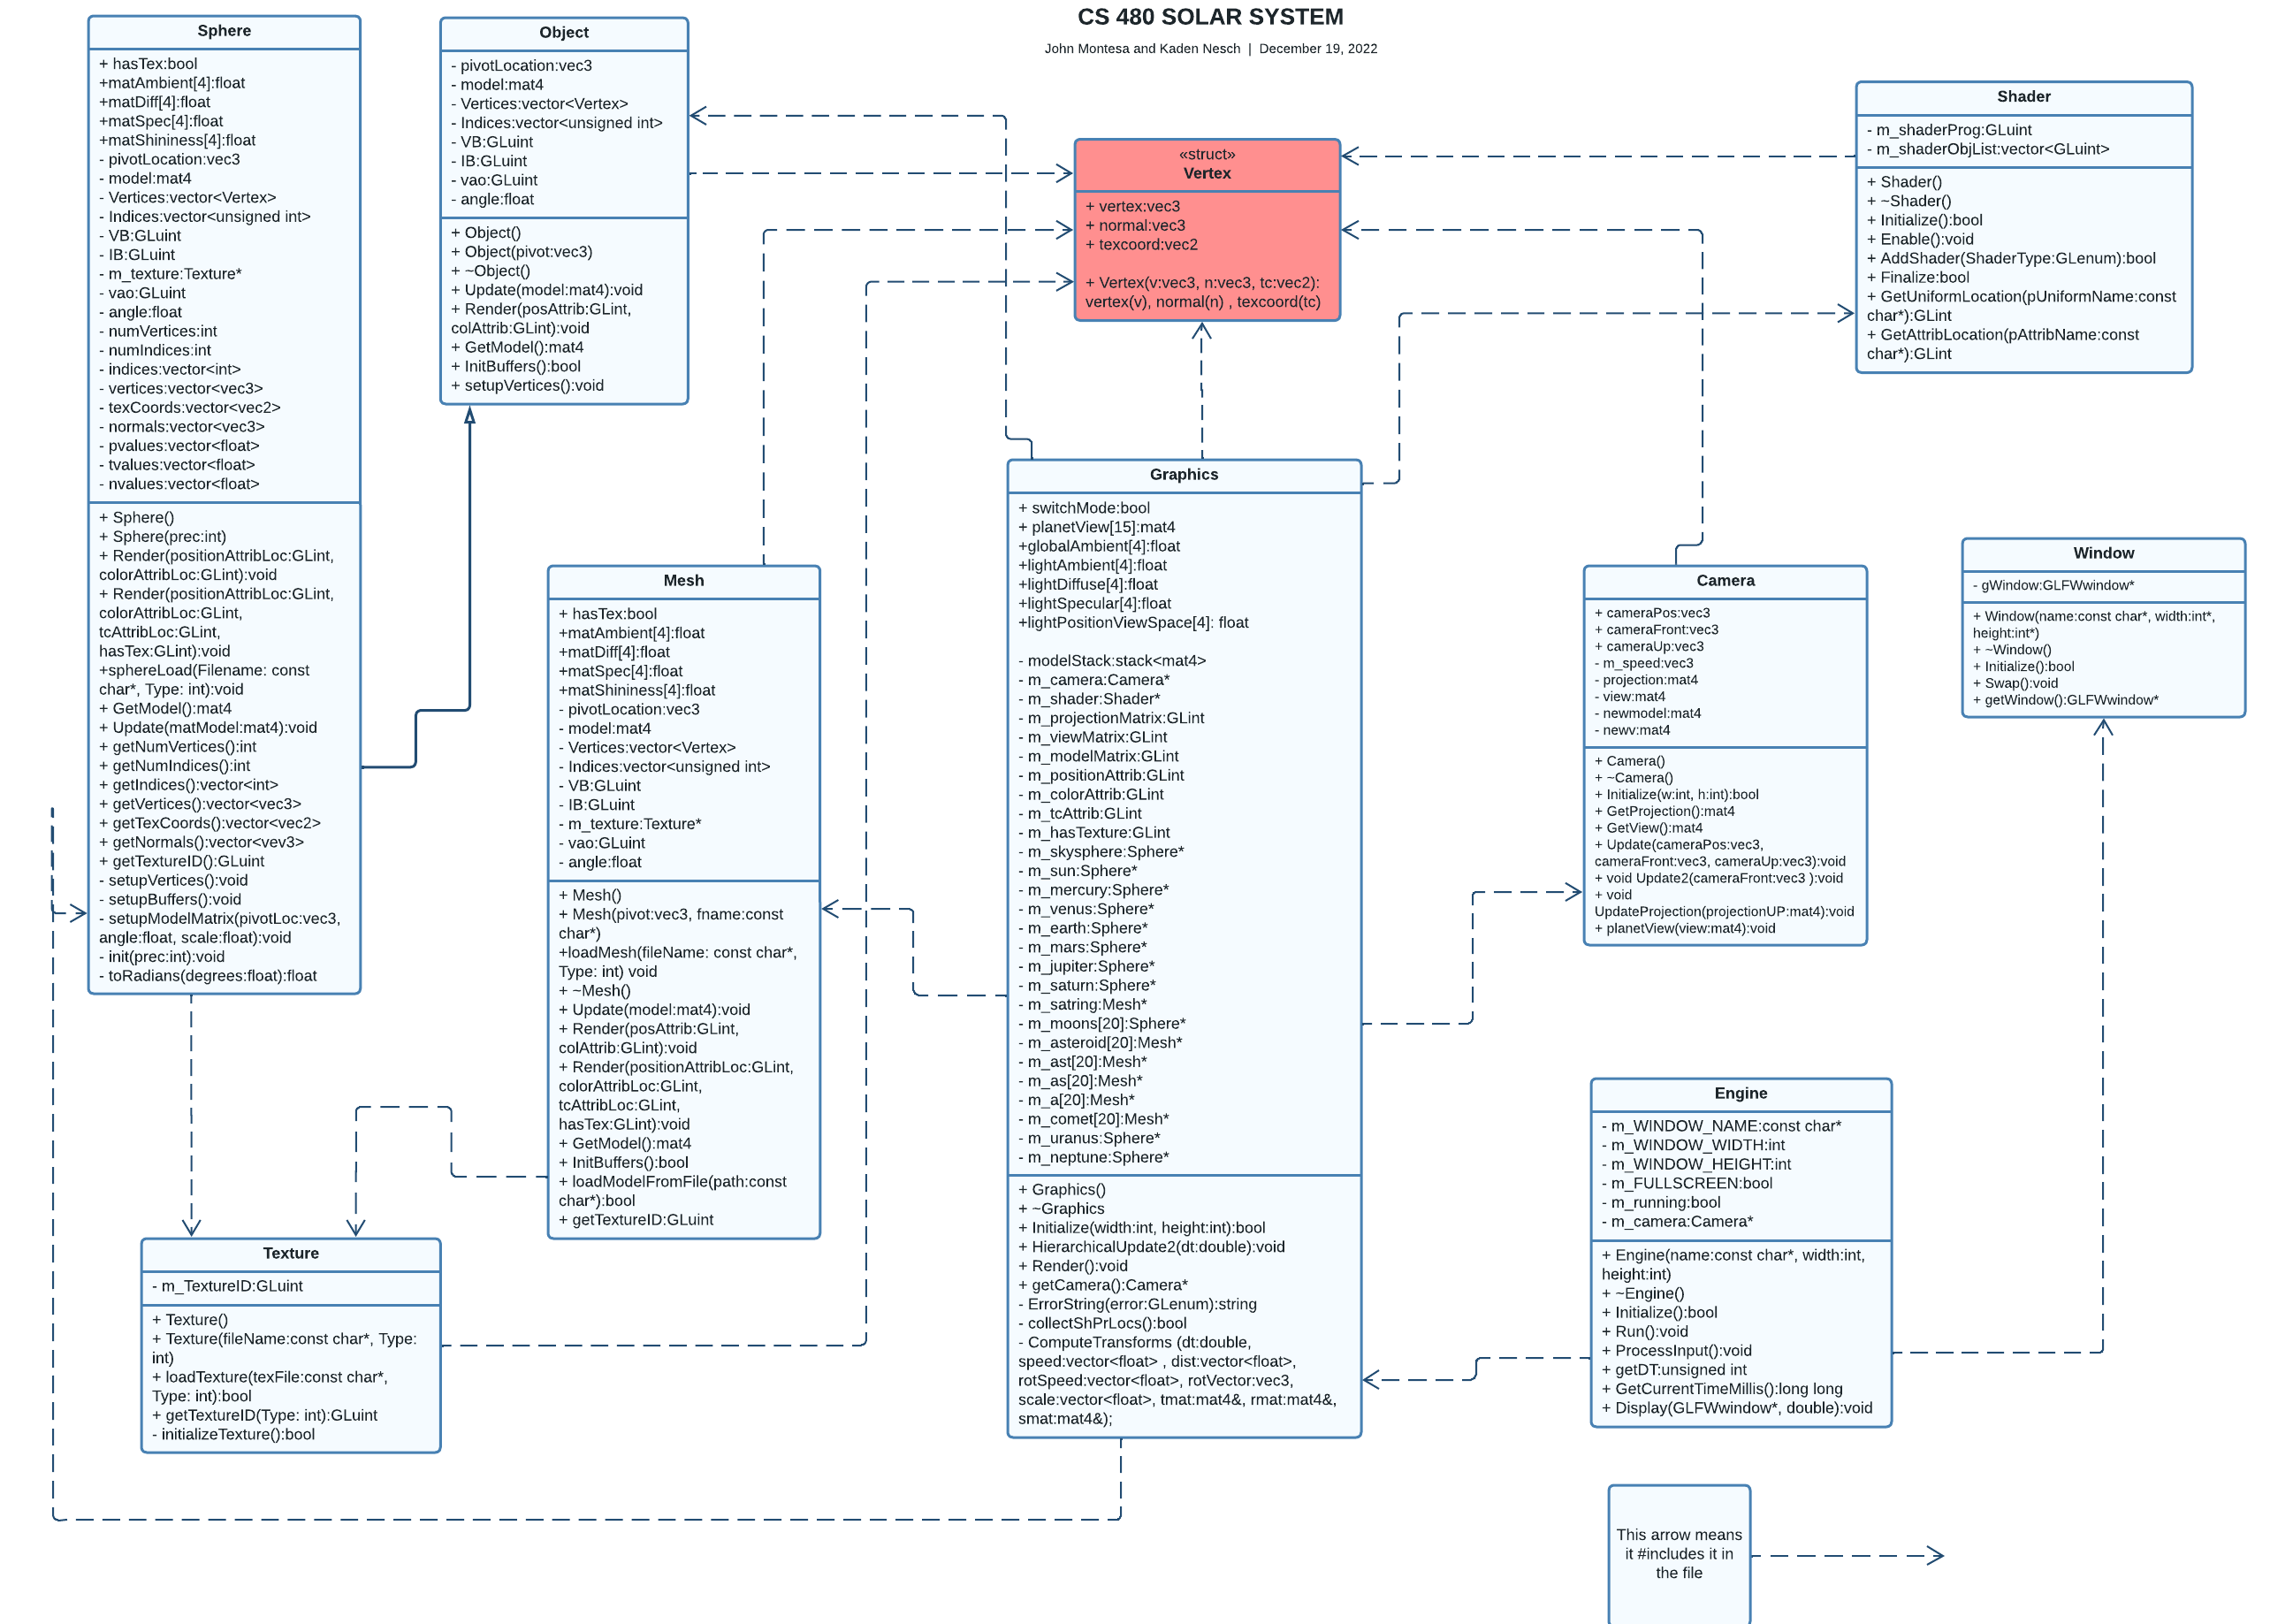 CS 480 SOLAR SYSTEM
John Montesa and Kaden Nesch | December 19, 2022
Sphere
+ hasTex:bool
+matAmbient[4]:float
+matDiff[4]:float
+matSpec[4]:float
+matShininess[4]:float
- pivotLocation:vec3
- model:mat4
- Vertices:vector<Vertex>
- Indices:vector<unsigned int>
- VB:GLuint
- IB:GLuint
- m_texture:Texture*
- vao:GLuint
- angle:float
- numVertices:int
- numIndices:int
- indices:vector<int>
- vertices:vector<vec3>
- texCoords:vector<vec2>
- normals:vector<vec3>
- pvalues:vector<float>
- tvalues:vector<float>
- nvalues:vector<float>
+ Sphere()
+ Sphere(prec:int)
+ Render(positionAttribLoc:GLint,
colorAttribLoc:GLint):void
+ Render(positionAttribLoc:GLint,
colorAttribLoc:GLint,
tcAttribLoc:GLint,
hasTex:GLint):void
+sphereLoad(Filename: const
char*, Type: int):void
+ GetModel():mat4
+ Update(matModel:mat4):void
+ getNumVertices():int
+ getNumIndices():int
+ getIndices():vector<int>
+ getVertices():vector<vec3>
+ getTexCoords():vector<vec2>
+ getNormals():vector<vev3>
+ getTextureID():GLuint
- setupVertices():void
- setupBuffers():void
- setupModelMatrix(pivotLoc:vec3,
angle:float, scale:float):void
- init(prec:int):void
- toRadians(degrees:float):float
Object
- pivotLocation:vec3
- model:mat4
- Vertices:vector<Vertex>
- Indices:vector<unsigned int>
- VB:GLuint
- IB:GLuint
- vao:GLuint
- angle:float
+ Object()
+ Object(pivot:vec3)
+ ~Object()
+ Update(model:mat4):void
+ Render(posAttrib:GLint,
colAttrib:GLint):void
+ GetModel():mat4
+ InitBuffers():bool
+ setupVertices():void
«struct»
Vertex
+ vertex:vec3
+ normal:vec3
+ texcoord:vec2
+ Vertex(v:vec3, n:vec3, tc:vec2):
vertex(v), normal(n) , texcoord(tc)
Shader
- m_shaderProg:GLuint
- m_shaderObjList:vector<GLuint>
+ Shader()
+ ~Shader()
+ Initialize():bool
+ Enable():void
+ AddShader(ShaderType:GLenum):bool
+ Finalize:bool
+ GetUniformLocation(pUniformName:const
char*):GLint
+ GetAttribLocation(pAttribName:const
char*):GLint
Mesh
+ hasTex:bool
+matAmbient[4]:float
+matDiff[4]:float
+matSpec[4]:float
+matShininess[4]:float
- pivotLocation:vec3
- model:mat4
- Vertices:vector<Vertex>
- Indices:vector<unsigned int>
- VB:GLuint
- IB:GLuint
- m_texture:Texture*
- vao:GLuint
- angle:float
+ Mesh()
+ Mesh(pivot:vec3, fname:const
char*)
+loadMesh(fileName: const char*,
Type: int) void
+ ~Mesh()
+ Update(model:mat4):void
+ Render(posAttrib:GLint,
colAttrib:GLint):void
+ Render(positionAttribLoc:GLint,
colorAttribLoc:GLint,
tcAttribLoc:GLint,
hasTex:GLint):void
+ GetModel():mat4
+ InitBuffers():bool
+ loadModelFromFile(path:const
char*):bool
+ getTextureID:GLuint
Graphics
+ switchMode:bool
+ planetView[15]:mat4
+globalAmbient[4]:float
+lightAmbient[4]:float
+lightDiffuse[4]:float
+lightSpecular[4]:float
+lightPositionViewSpace[4]: float
- modelStack:stack<mat4>
- m_camera:Camera*
- m_shader:Shader*
- m_projectionMatrix:GLint
- m_viewMatrix:GLint
- m_modelMatrix:GLint
- m_positionAttrib:GLint
- m_colorAttrib:GLint
- m_tcAttrib:GLint
- m_hasTexture:GLint
- m_skysphere:Sphere*
- m_sun:Sphere*
- m_mercury:Sphere*
- m_venus:Sphere*
- m_earth:Sphere*
- m_mars:Sphere*
- m_jupiter:Sphere*
- m_saturn:Sphere*
- m_satring:Mesh*
- m_moons[20]:Sphere*
- m_asteroid[20]:Mesh*
- m_ast[20]:Mesh*
- m_as[20]:Mesh*
- m_a[20]:Mesh*
- m_comet[20]:Mesh*
- m_uranus:Sphere*
- m_neptune:Sphere*
+ Graphics()
+ ~Graphics
+ Initialize(width:int, height:int):bool
+ HierarchicalUpdate2(dt:double):void
+ Render():void
+ getCamera():Camera*
- ErrorString(error:GLenum):string
- collectShPrLocs():bool
- ComputeTransforms (dt:double,
speed:vector<float> , dist:vector<float>,
rotSpeed:vector<float>, rotVector:vec3,
scale:vector<float>, tmat:mat4&, rmat:mat4&,
smat:mat4&);
Camera
+ cameraPos:vec3
+ cameraFront:vec3
+ cameraUp:vec3
- m_speed:vec3
- projection:mat4
- view:mat4
- newmodel:mat4
- newv:mat4
+ Camera()
+ ~Camera()
+ Initialize(w:int, h:int):bool
+ GetProjection():mat4
+ GetView():mat4
+ Update(cameraPos:vec3,
cameraFront:vec3, cameraUp:vec3):void
+ void Update2(cameraFront:vec3 ):void
+ void
UpdateProjection(projectionUP:mat4):void
+ planetView(view:mat4):void
Window
- gWindow:GLFWwindow*
+ Window(name:const char*, width:int*,
height:int*)
+ ~Window()
+ Initialize():bool
+ Swap():void
+ getWindow():GLFWwindow*
Texture
- m_TextureID:GLuint
+ Texture()
+ Texture(fileName:const char*, Type:
int)
+ loadTexture(texFile:const char*,
Type: int):bool
+ getTextureID(Type: int):GLuint
- initializeTexture():bool
Engine
- m_WINDOW_NAME:const char*
- m_WINDOW_WIDTH:int
- m_WINDOW_HEIGHT:int
- m_FULLSCREEN:bool
- m_running:bool
- m_camera:Camera*
+ Engine(name:const char*, width:int,
height:int)
+ ~Engine()
+ Initialize():bool
+ Run():void
+ ProcessInput():void
+ getDT:unsigned int
+ GetCurrentTimeMillis():long long
+ Display(GLFWwindow*, double):void
This arrow means
it #includes it in
the file